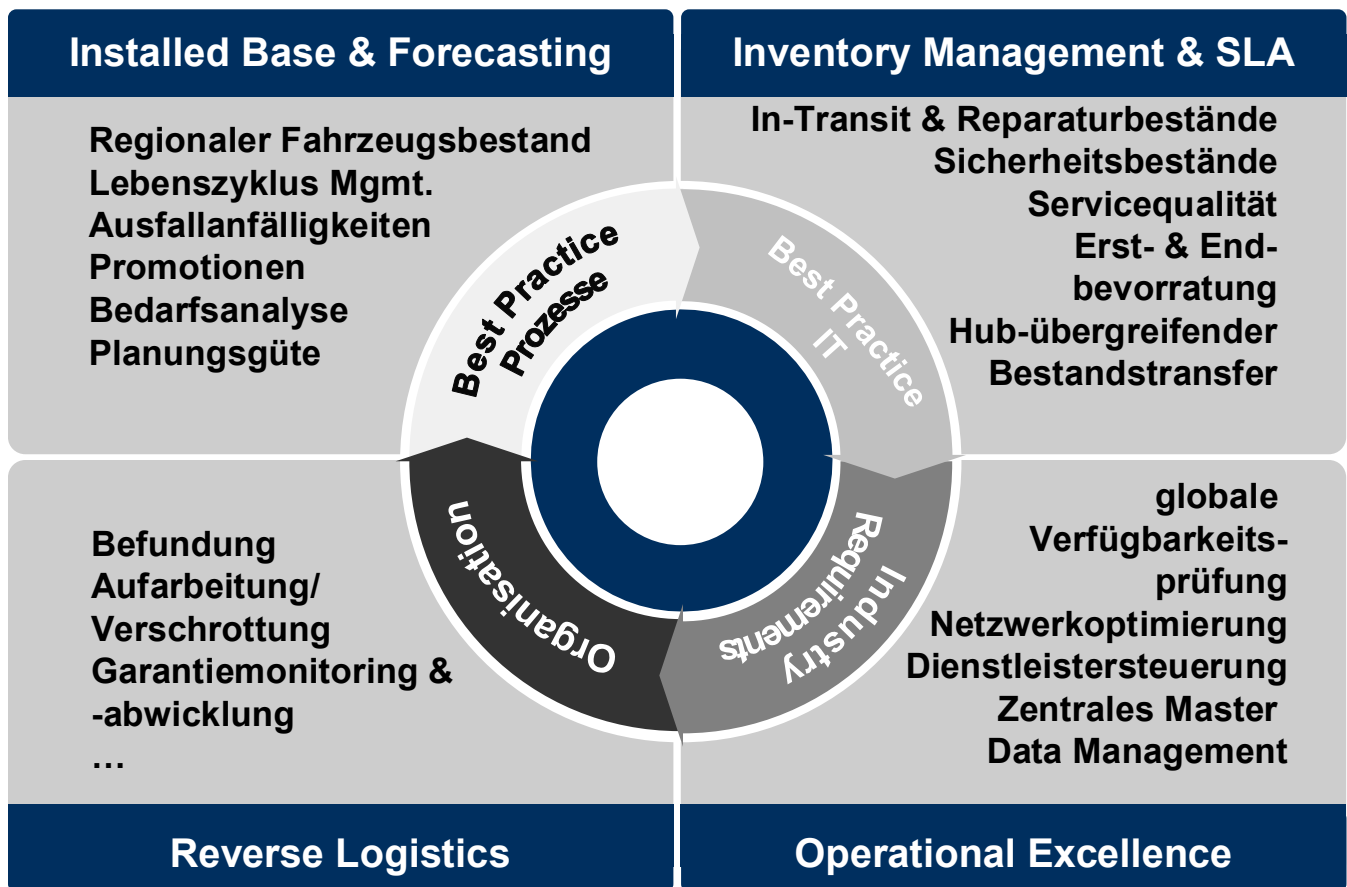 Installed Base & Forecasting
Regionaler Fahrzeugsbestand
Lebenszyklus Mgmt.
Ausfallanfälligkeiten
Promotionen
Bedarfsanalyse
Planungsgüte
Inventory Management & SLA
In-Transit & Reparaturbestände
Sicherheitsbestände
Servicequalität
Erst- & End-
bevorratung
Hub-übergreifender
Bestandstransfer
Best Practice
Prozesse
Best Practice
IT
Industry
Requirements
Organisation
Befundung
Aufarbeitung/
Verschrottung
Garantiemonitoring &
-abwicklung
…
Reverse Logistics
globale
Verfügbarkeits-
prüfung
Netzwerkoptimierung
Dienstleistersteuerung
Zentrales Master
Data Management
Operational Excellence